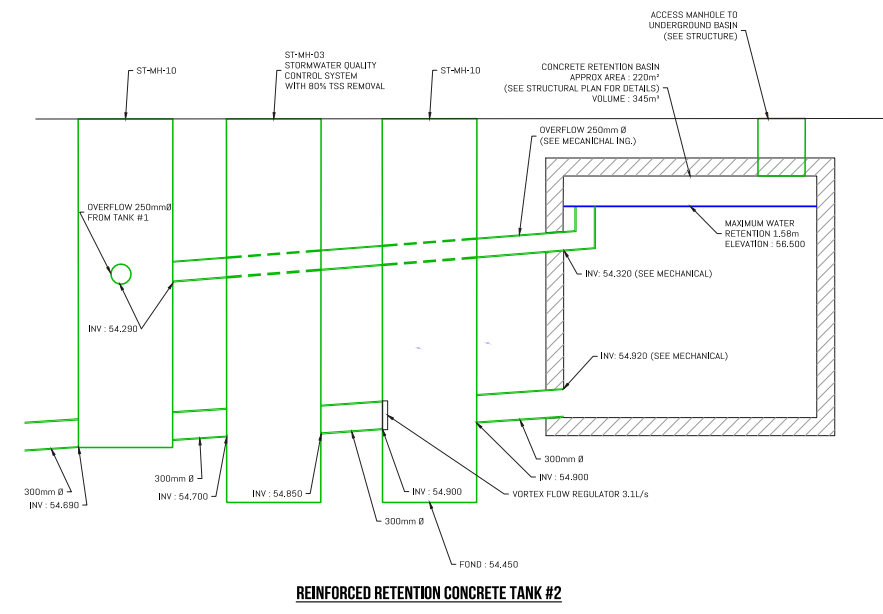 ACCESS MANHOLE TO
UNDERGROUND BASIN
(SEE STRUCTURE)
ST-MH-10
ST-MH-03
STORMWATER QUALITY
CONTROL SYSTEM
WITH 80% TSS REMOVAL
ST-MH-10
CONCRETE RETENTION BASIN
APPROX AREA : 220m²
(SEE STRUCTURAL PLAN FOR DETAILS)
VOLUME : 345m³
OVERFLOW 250mm Ø
(SEE MECANICHAL ING.)
OVERFLOW 250mmØ
FROM TANK #1
MAXIMUM WATER
RETENTION 1.58m
ELEVATION : 56.500
INV: 54.320 (SEE MECHANICAL)
INV : 54.290
INV: 54.920 (SEE MECHANICAL)
300mm Ø
INV : 54.690
300mm Ø
INV : 54.700
INV : 54.850
INV : 54.900
300mm Ø
300mm Ø
INV : 54.900
VORTEX FLOW REGULATOR 3.1L/s
FOND : 54.450
REINFORCED RETENTION CONCRETE TANK #2